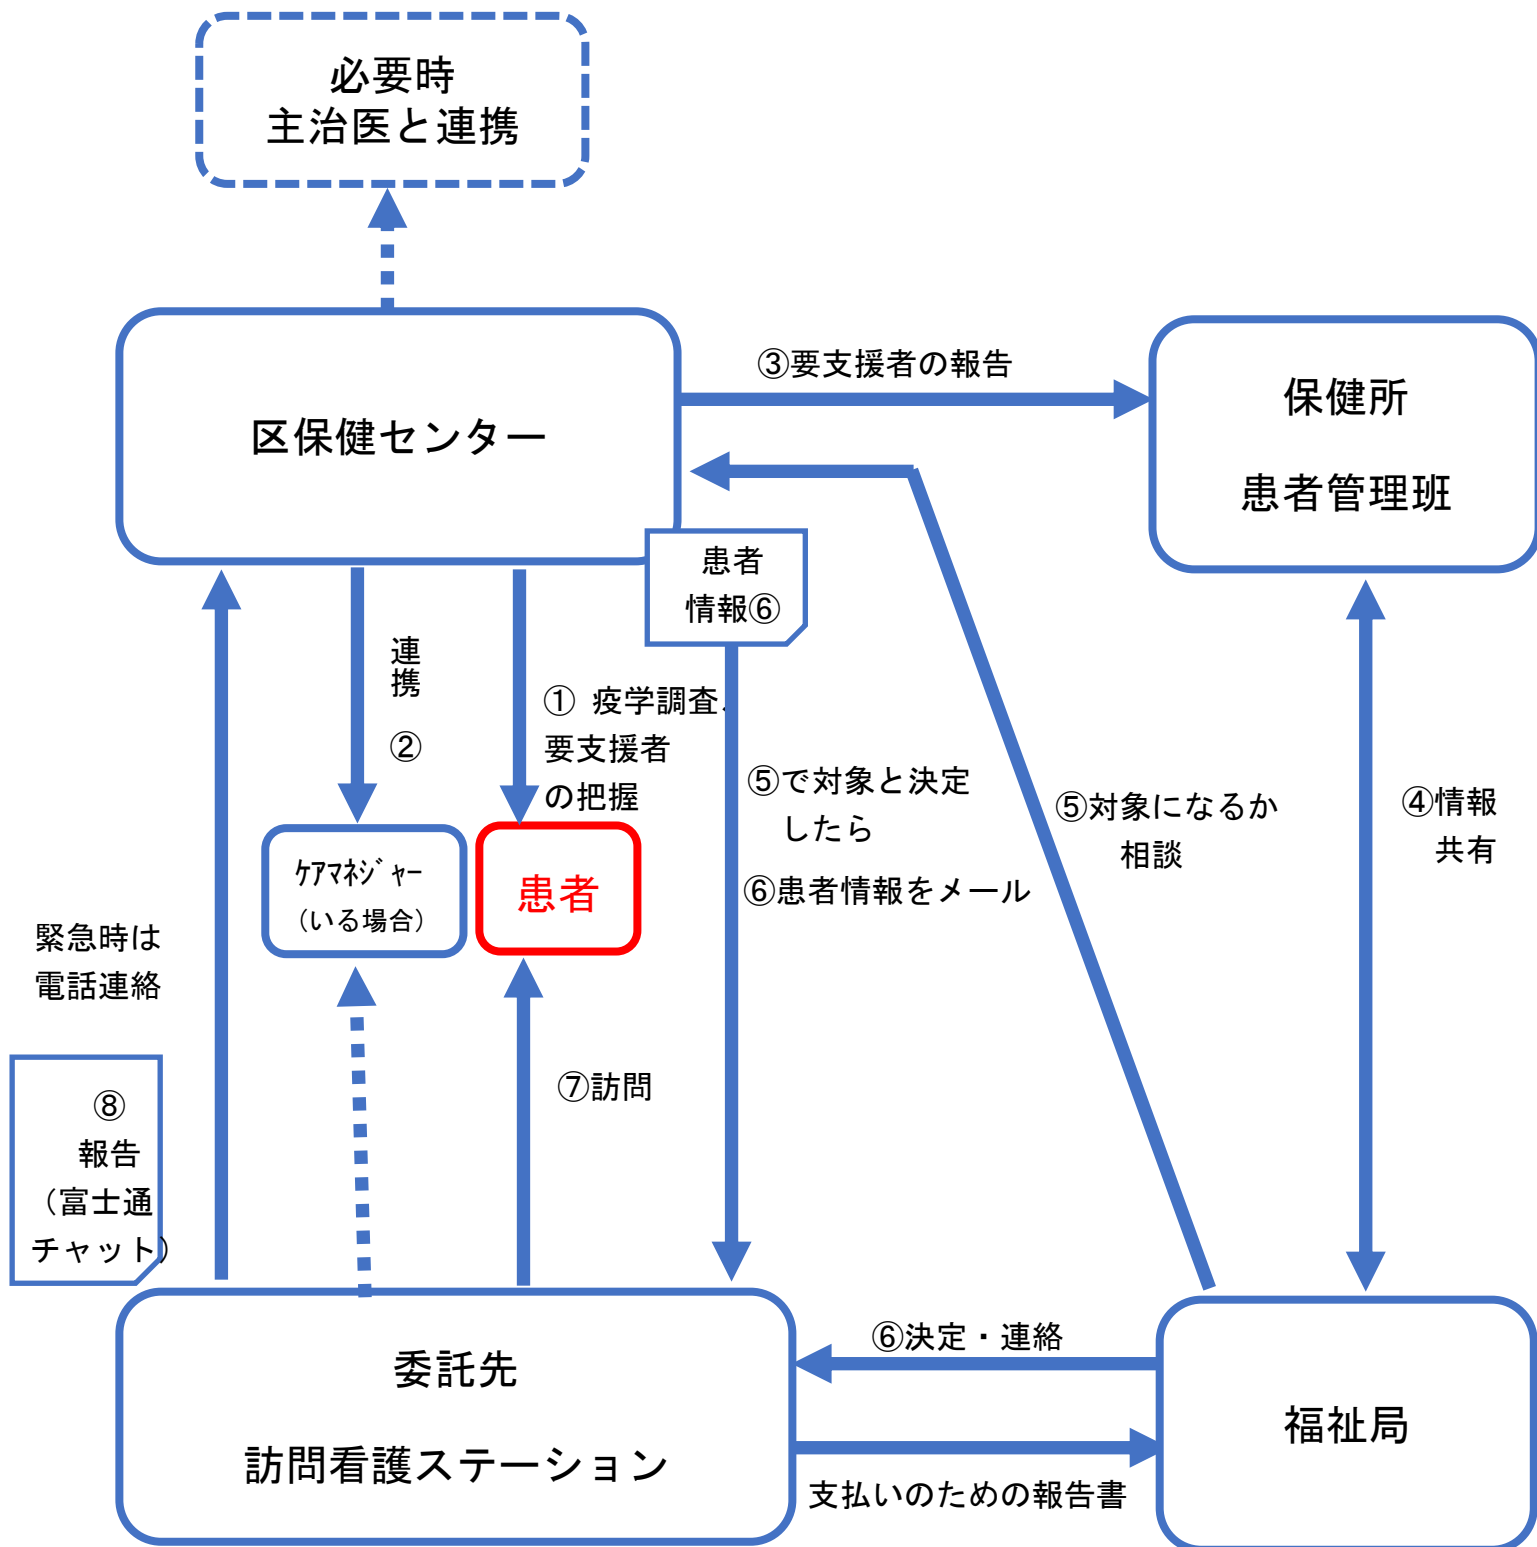 必要時
主治医と連携
区保健センター
③要支援者の報告
保健所
患者管理班
患者
情報⑥
連携 ②
① 疫学調査、
要支援者
の把握
⑤で対象と決定
したら
⑥患者情報をメール
⑤対象になるか
相談
④情報
共有
ｹｱﾏﾈｼﾞｬｰ
（いる場合）
患者
緊急時は
電話連絡
⑧
報告
（富士通
チャット）
⑦訪問
委託先
訪問看護ステーション
⑥決定・連絡
支払いのための報告書
福祉局